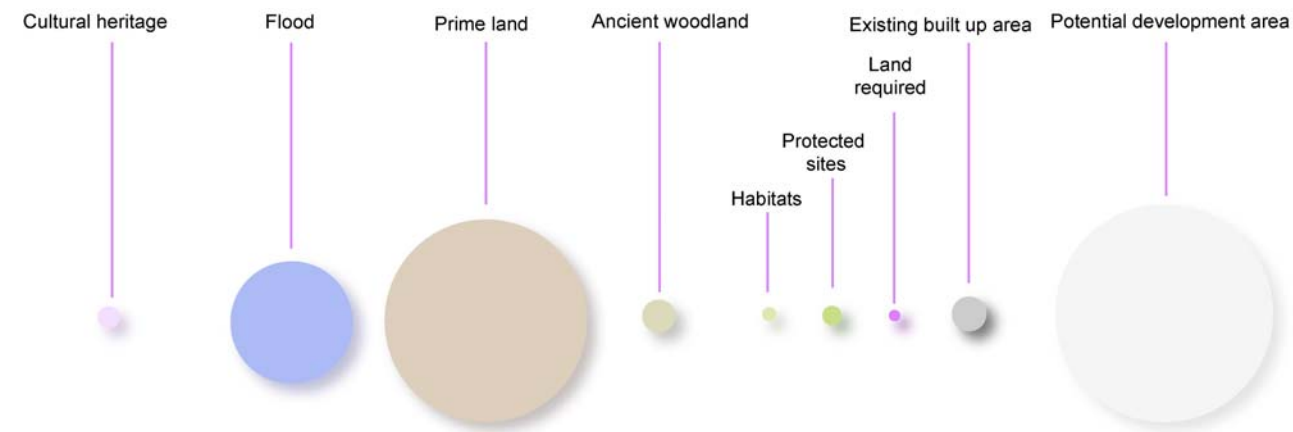 Cultural heritage
Flood
Prime land
Ancient woodland
Habitats
Protected
sites
Land
required
Existing built up area
Potential development area